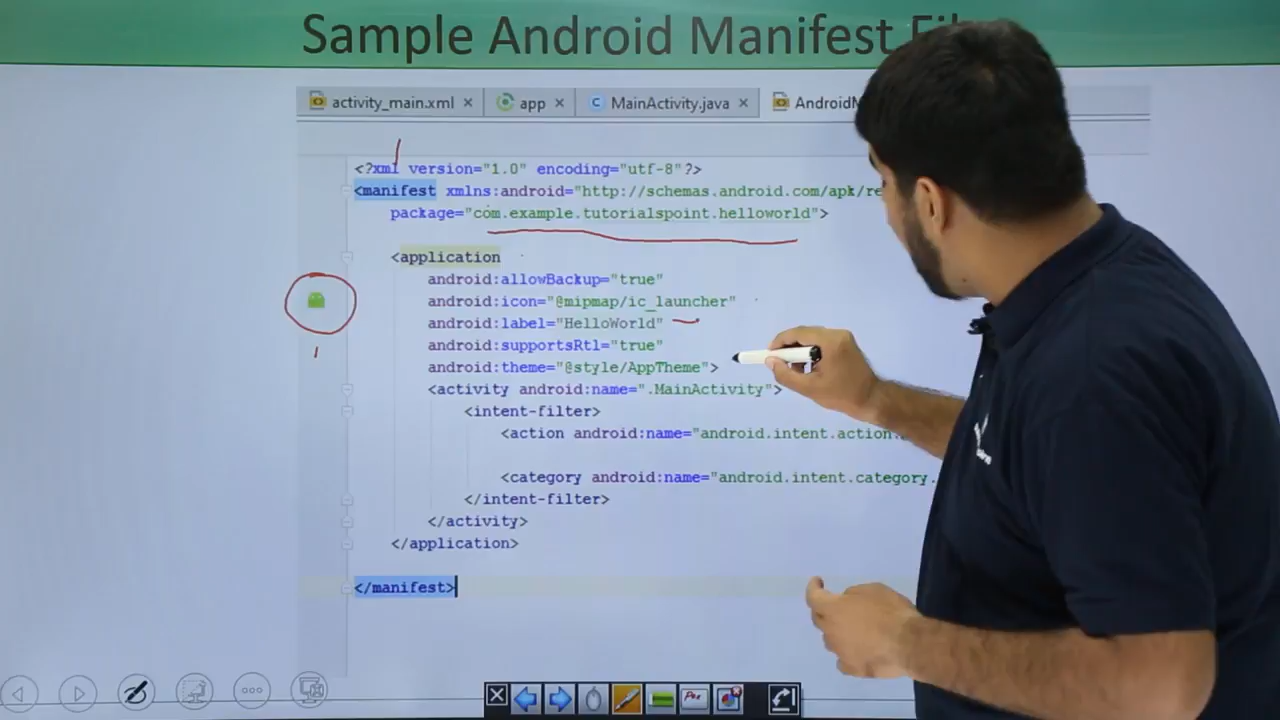 Sample Android Manifest
activity_main.xml × app × MainActivity.java ×
<?xml version="1.0" encoding="utf-8"?>
<manifest xmlns:android="http://schemas.android.com/apk/re
package="com.example.tutorialspoint.helloworld">
<application
android:allowBackup="true"
android:icon="@mipmap/ic_launcher"
android:label="HelloWorld"
android:supportsRtl="true"
android:theme="@style/AppTheme">
<activity android:name=".MainActivity">
<intent-filter>
<action android:name="android.intent.action.
<category android:name="android.intent.category.
</intent-filter>
</activity>
</application>
</manifest>